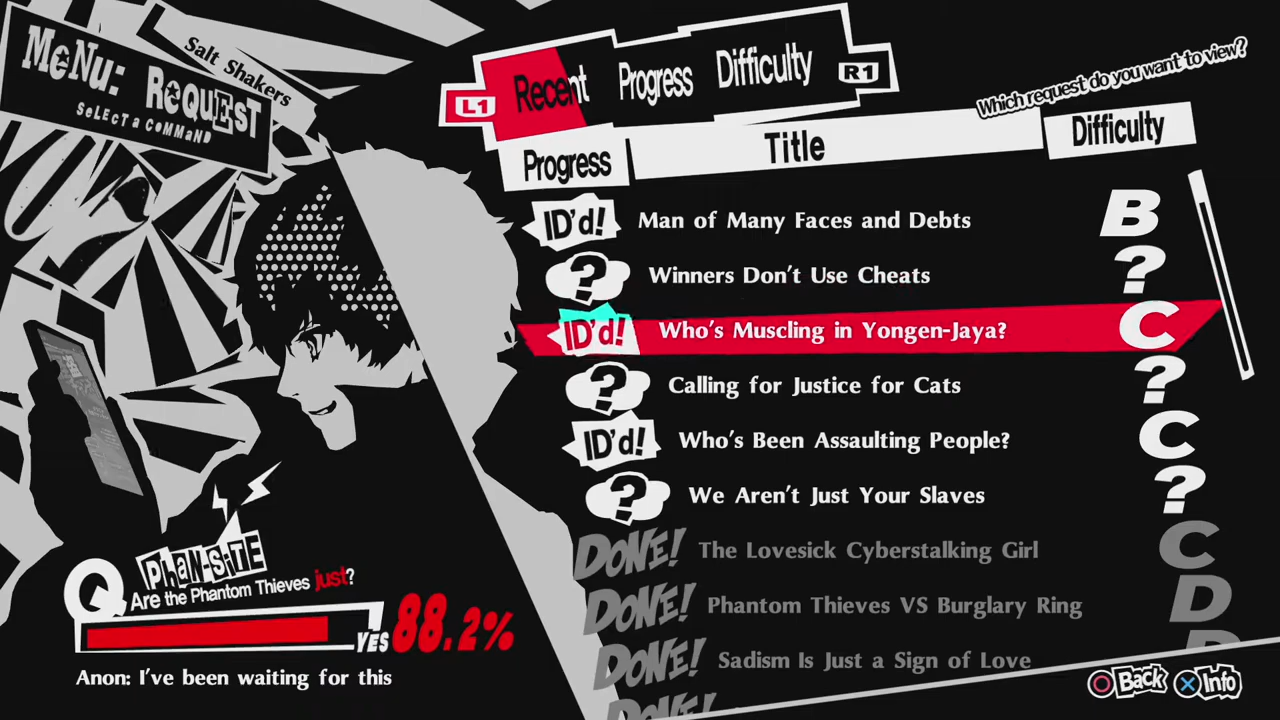 MeNu: ReQuEsT
SeLEcT a CoMMaND
Salt Shakers
L1 Recent Progress Difficulty R1
Which request do you want to view?
Progress Title Difficulty
ID'd! Man of Many Faces and Debts B
? Winners Don't Use Cheats ?
ID'd! Who's Muscling in Yongen-Jaya? C
? Calling for Justice for Cats ?
ID'd! Who's Been Assaulting People? C
? We Aren't Just Your Slaves ?
DONE! The Lovesick Cyberstalking Girl C
DONE! Phantom Thieves VS Burglary Ring D
DONE! Sadism Is Just a Sign of Love D
DONE!
Phan-SiTE
Q Are the Phantom Thieves just?
YES 88.2%
Anon: I've been waiting for this
Back Info